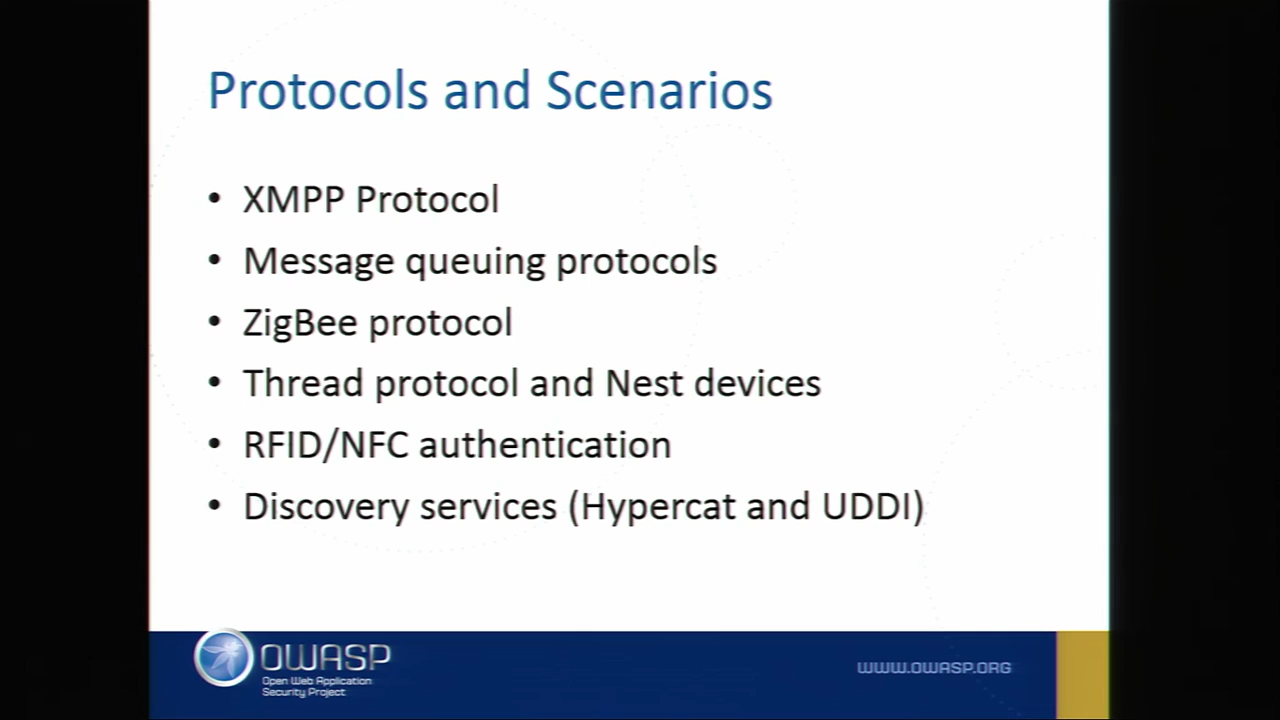 Protocols and Scenarios
• XMPP Protocol
• Message queuing protocols
• ZigBee protocol
• Thread protocol and Nest devices
• RFID/NFC authentication
• Discovery services (Hypercat and UDDI)
OWASP
Open Web Application
Security Project
WWW.OWASP.ORG